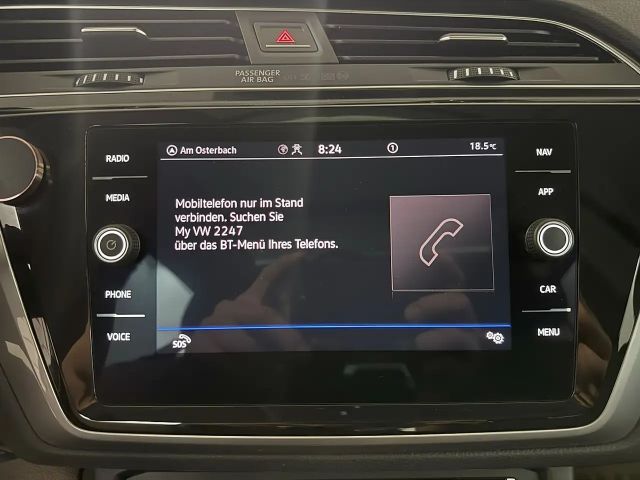 PASSENGER
AIR BAG
RADIO
MEDIA
PHONE
VOICE
Am Osterbach
8:24
1
18.5°C
Mobiltelefon nur im Stand
verbinden. Suchen Sie
My VW 2247
über das BT-Menü Ihres Telefons.
SOS
NAV
APP
CAR
MENU